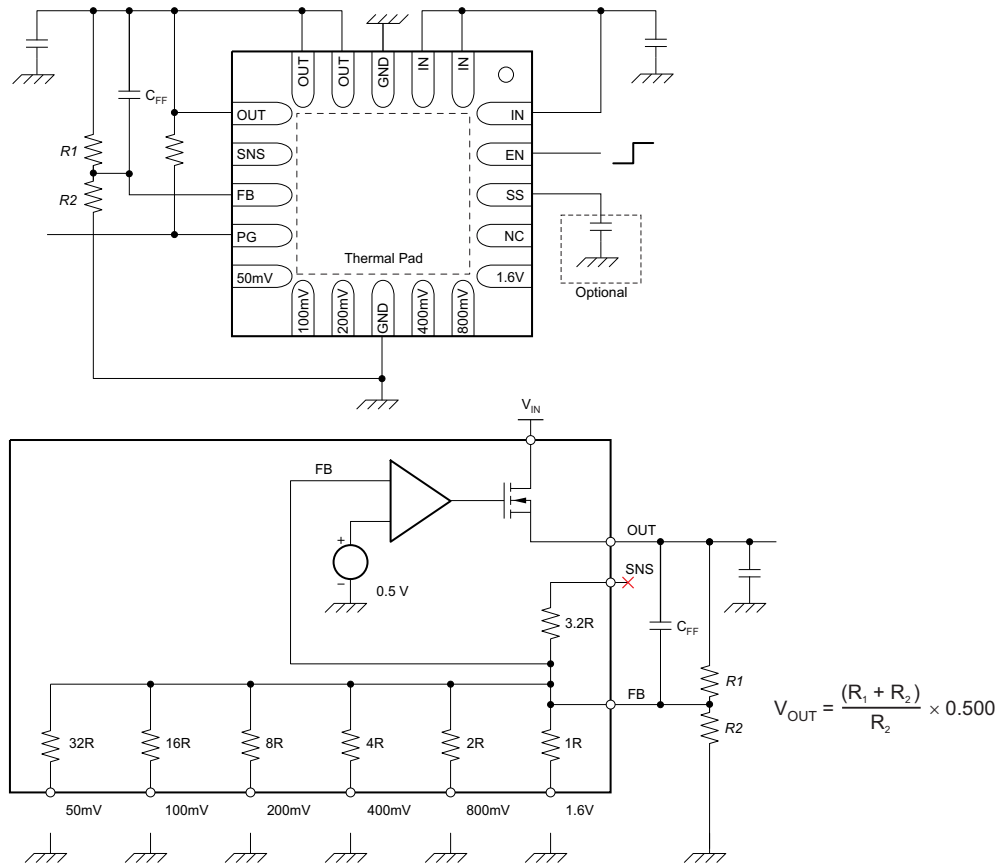 OUT
OUT
GND
IN
IN
C_FF
OUT
IN
R1
SNS
EN
R2
FB
SS
PG
NC
Thermal Pad
50mV
1.6V
Optional
100mV
200mV
GND
400mV
800mV
V_IN
FB
OUT
+
SNS
−
0.5 V
3.2R
C_FF
R1
FB
V_OUT = (R_1 + R_2) / R_2 × 0.500
R2
32R
16R
8R
4R
2R
1R
50mV
100mV
200mV
400mV
800mV
1.6V